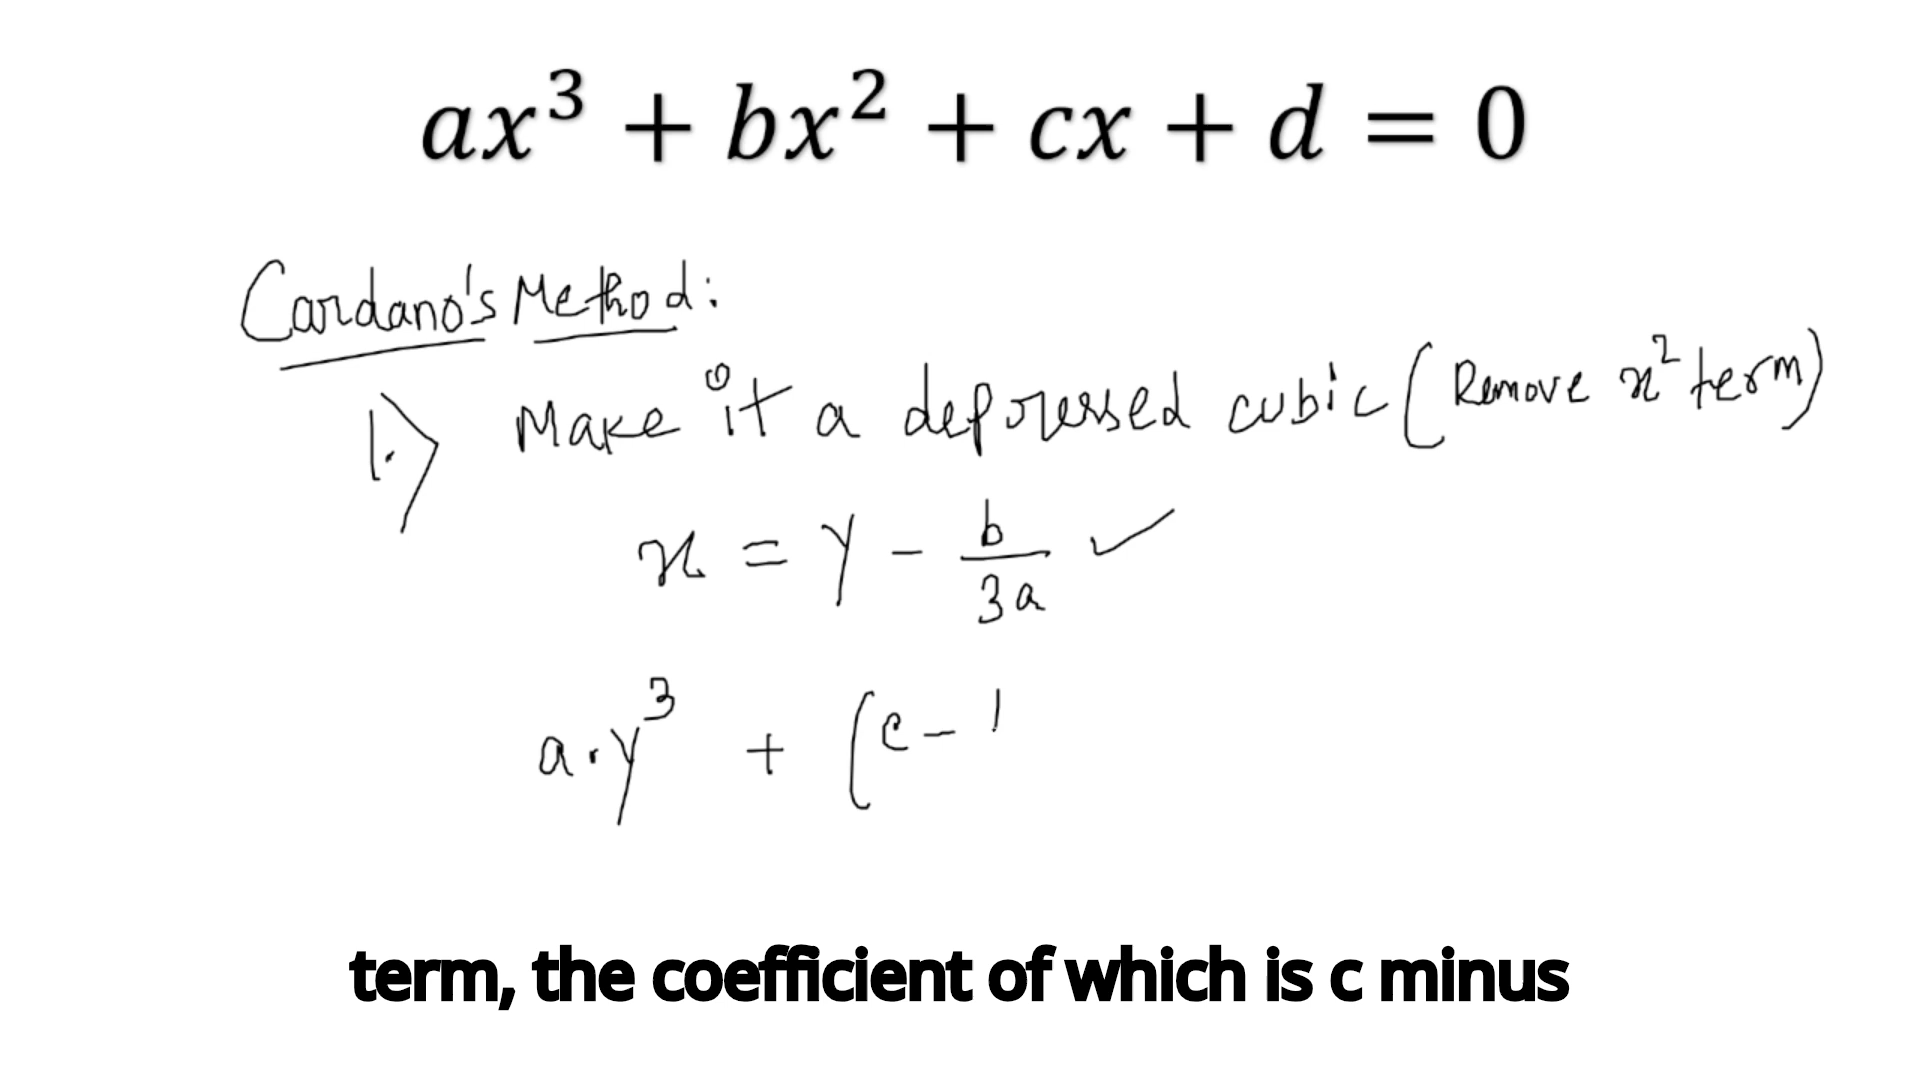 ax³ + bx² + cx + d = 0
Cardano's Method:
1.) Make it a depressed cubic (Remove x² term)
x = y - b/3a ✓
a.y³ + (c - 
term, the coefficient of which is c minus